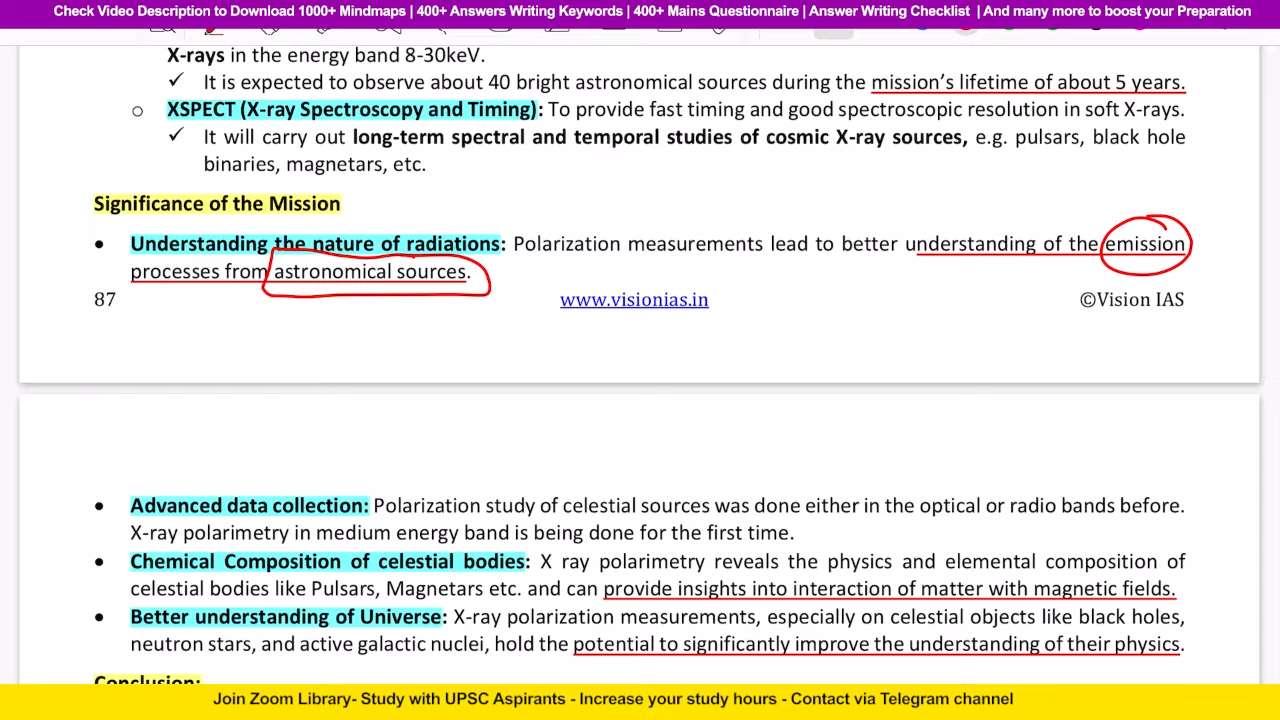 Check Video Description to Download 1000+ Mindmaps | 400+ Answers Writing Keywords | 400+ Mains Questionnaire | Answer Writing Checklist | And many more to boost your Preparation
X-rays in the energy band 8-30keV.
✓ It is expected to observe about 40 bright astronomical sources during the mission's lifetime of about 5 years.
o XSPECT (X-ray Spectroscopy and Timing): To provide fast timing and good spectroscopic resolution in soft X-rays.
✓ It will carry out long-term spectral and temporal studies of cosmic X-ray sources, e.g. pulsars, black hole
binaries, magnetars, etc.
Significance of the Mission
• Understanding the nature of radiations: Polarization measurements lead to better understanding of the emission
processes from astronomical sources.
87 www.visionias.in ©Vision IAS
• Advanced data collection: Polarization study of celestial sources was done either in the optical or radio bands before.
X-ray polarimetry in medium energy band is being done for the first time.
• Chemical Composition of celestial bodies: X ray polarimetry reveals the physics and elemental composition of
celestial bodies like Pulsars, Magnetars etc. and can provide insights into interaction of matter with magnetic fields.
• Better understanding of Universe: X-ray polarization measurements, especially on celestial objects like black holes,
neutron stars, and active galactic nuclei, hold the potential to significantly improve the understanding of their physics.
Conclusion:
Join Zoom Library- Study with UPSC Aspirants - Increase your study hours - Contact via Telegram channel